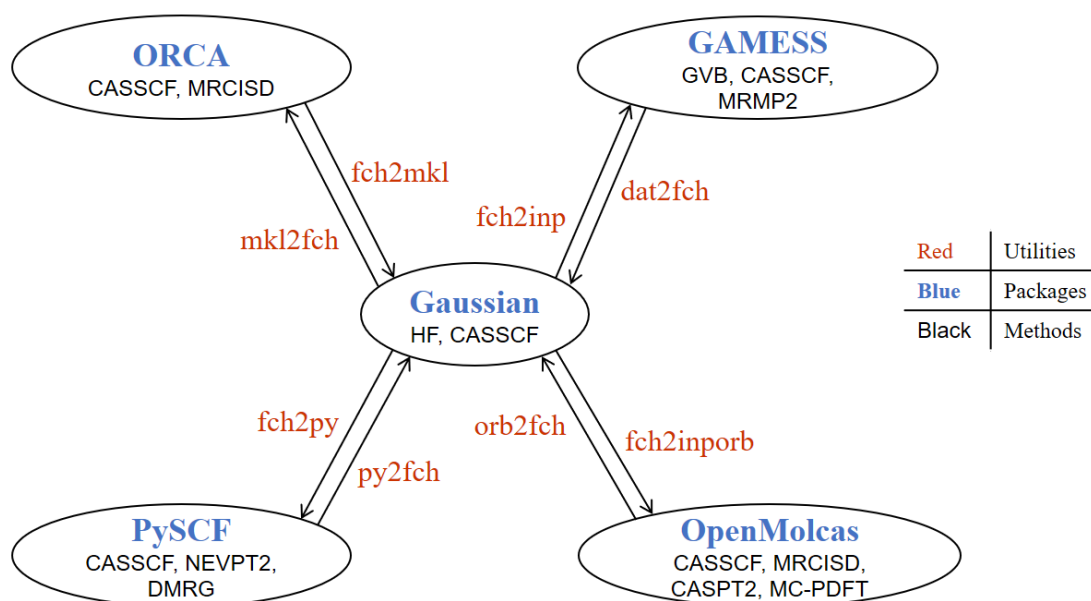 ORCA
CASSCF, MRCISD
GAMESS
GVB, CASSCF,
MRMP2
fch2mkl
mkl2fch
fch2inp
dat2fch
Gaussian
HF, CASSCF
Red Utilities
Blue Packages
Black Methods
fch2py
py2fch
orb2fch
fch2inporb
PySCF
CASSCF, NEVPT2,
DMRG
OpenMolcas
CASSCF, MRCISD,
CASPT2, MC-PDFT